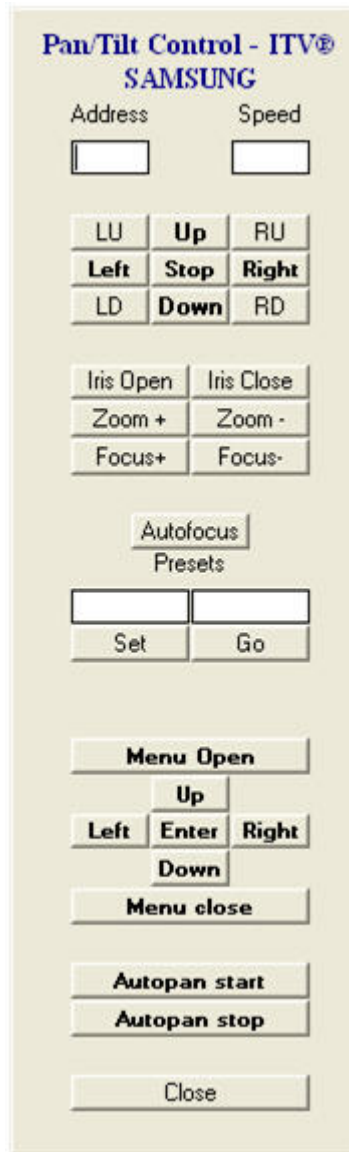 Pan/Tilt Control - ITV®
SAMSUNG
Address Speed
LU Up RU
Left Stop Right
LD Down RD
Iris Open Iris Close
Zoom + Zoom -
Focus+ Focus-
Autofocus
Presets
Set Go
Menu Open
Up
Left Enter Right
Down
Menu close
Autopan start
Autopan stop
Close